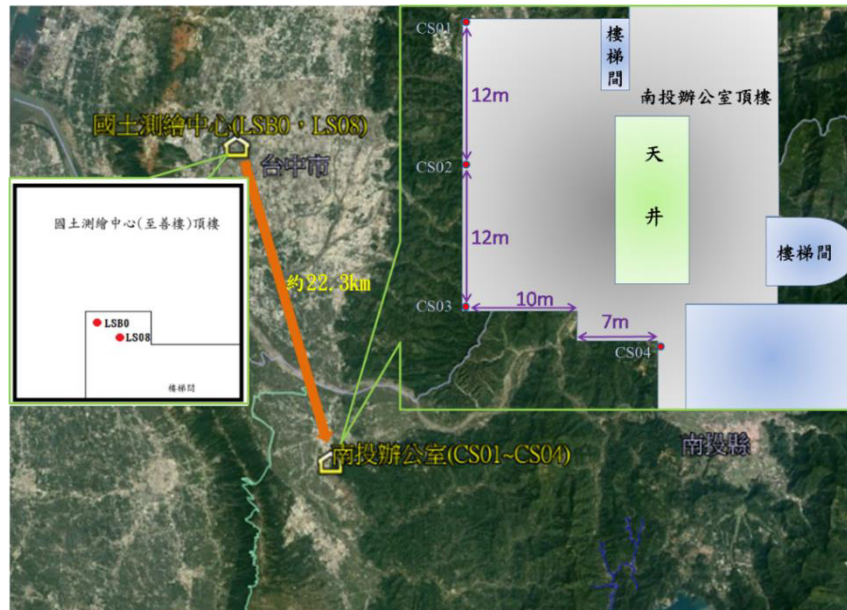 國土測繪中心(LSB0，LS08)
台中市
國土測繪中心(至善樓)頂樓
LSB0
LS08
樓梯間
約22.3km
南投辦公室(CS01~CS04)
南投縣
CS01
12m
CS02
12m
CS03
10m
7m
CS04
樓梯間
南投辦公室頂樓
天井
樓梯間